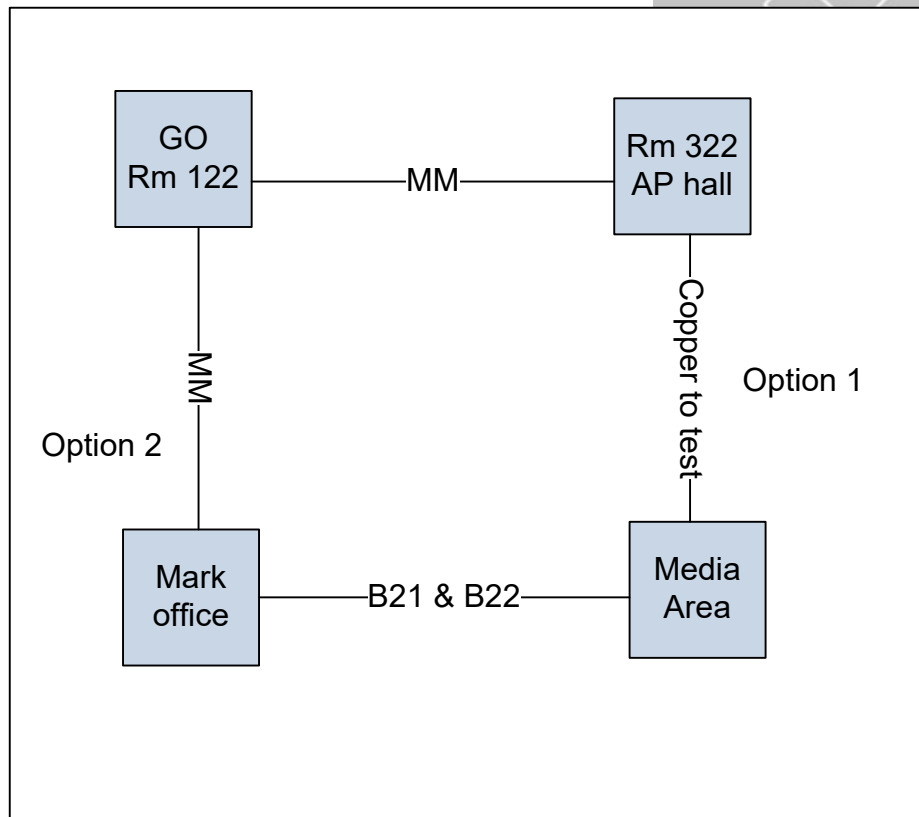 GO
Rm 122
MM
Rm 322
AP hall
Copper to test
Option 1
MM
Option 2
Mark
office
B21 & B22
Media
Area